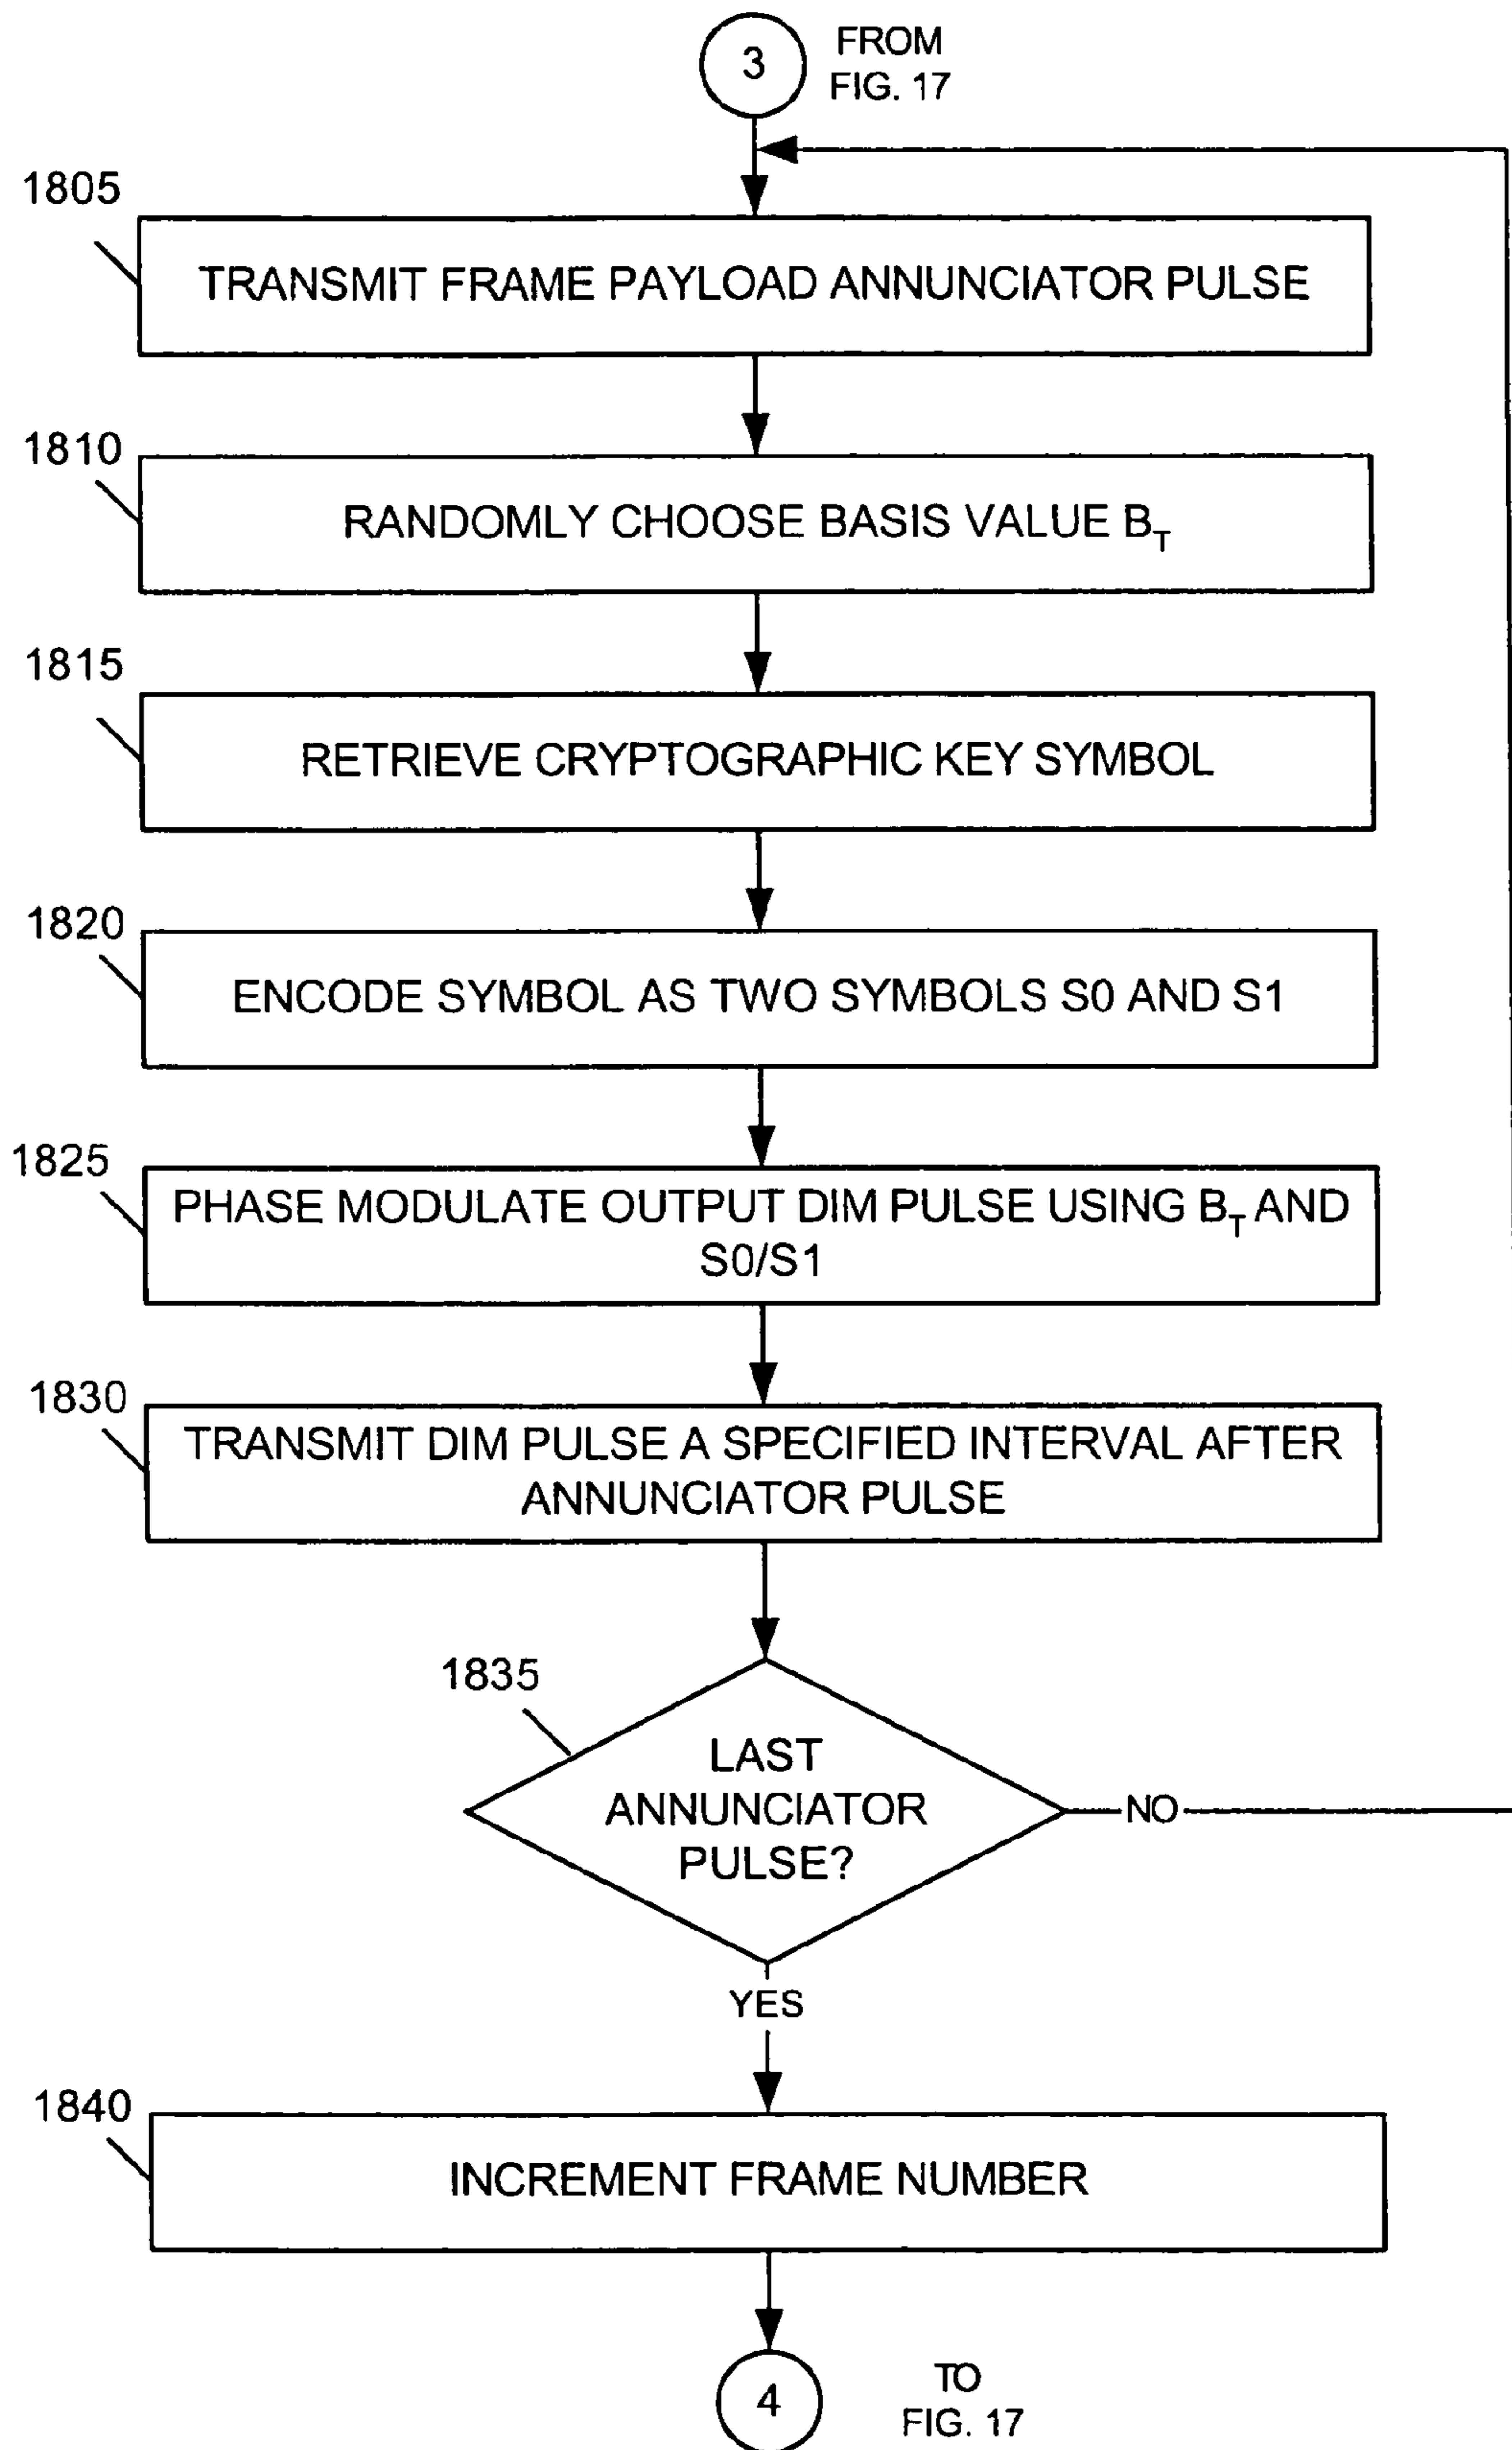 3
FROM
FIG. 17
1805
TRANSMIT FRAME PAYLOAD ANNUNCIATOR PULSE
1810
RANDOMLY CHOOSE BASIS VALUE B_T
1815
RETRIEVE CRYPTOGRAPHIC KEY SYMBOL
1820
ENCODE SYMBOL AS TWO SYMBOLS S0 AND S1
1825
PHASE MODULATE OUTPUT DIM PULSE USING B_T AND
S0/S1
1830
TRANSMIT DIM PULSE A SPECIFIED INTERVAL AFTER
ANNUNCIATOR PULSE
1835
LAST
ANNUNCIATOR
PULSE?
NO
YES
1840
INCREMENT FRAME NUMBER
4
TO
FIG. 17